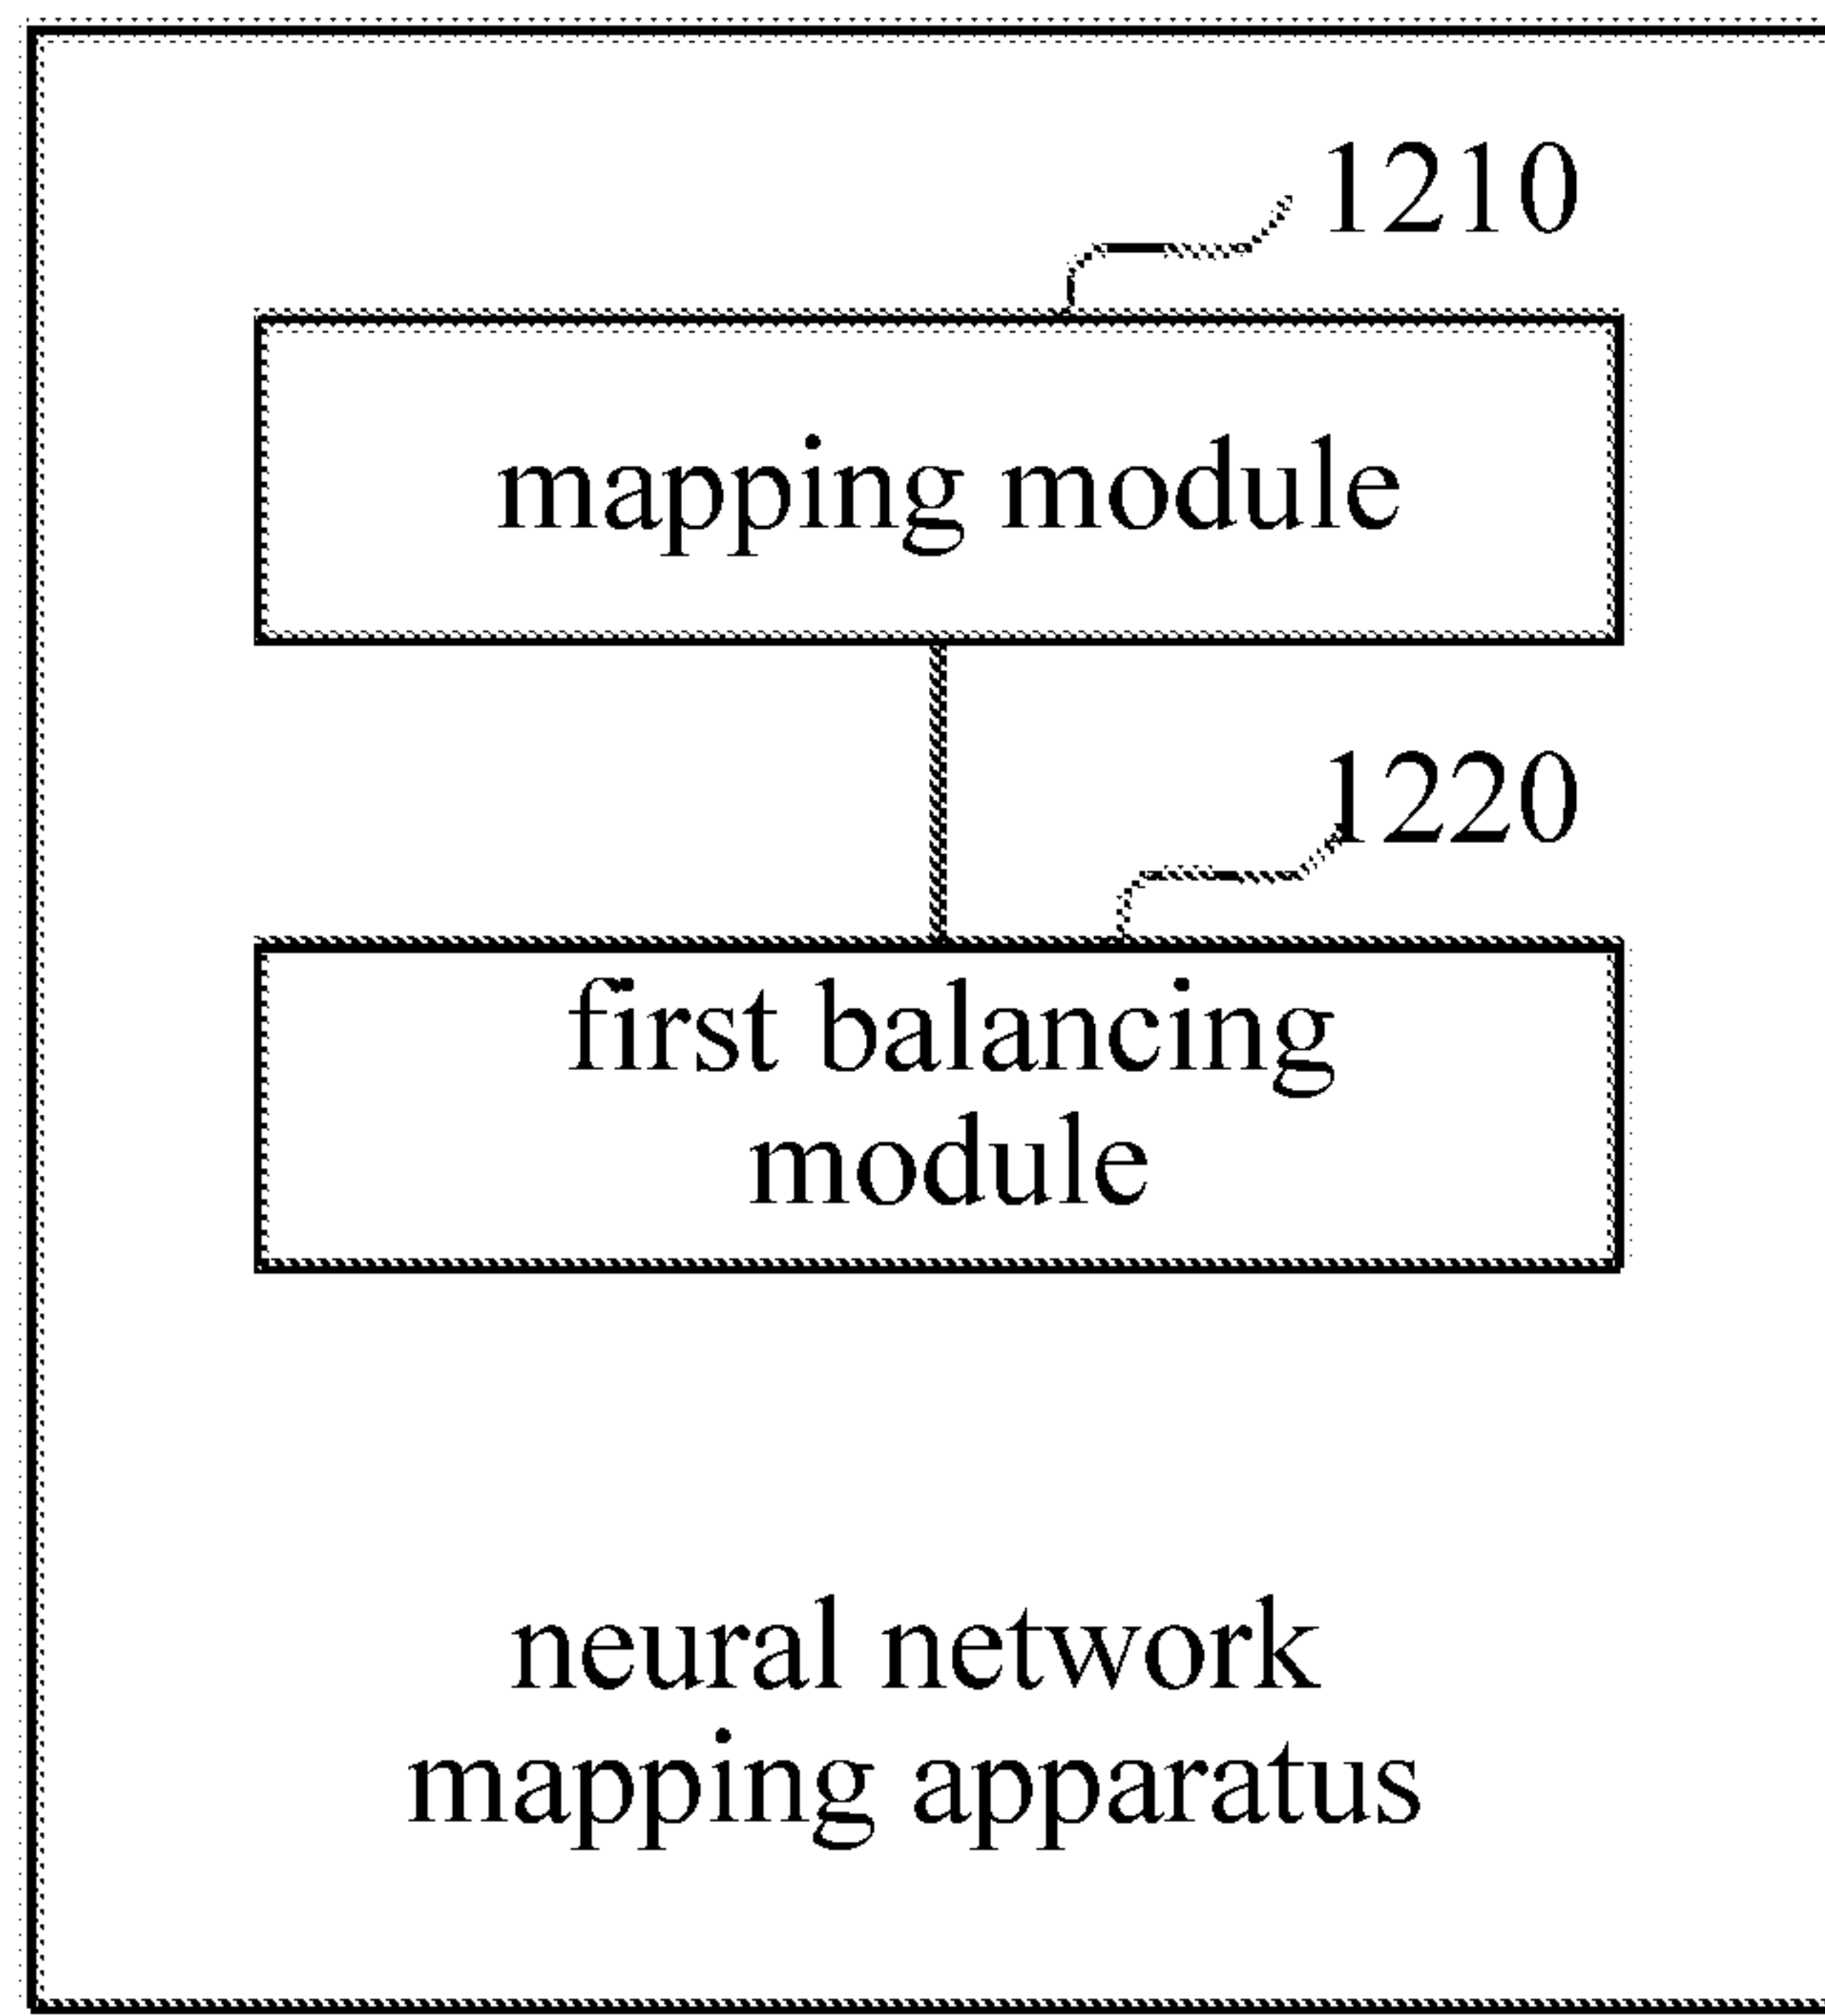 1210
mapping module
1220
first balancing
module
neural network
mapping apparatus